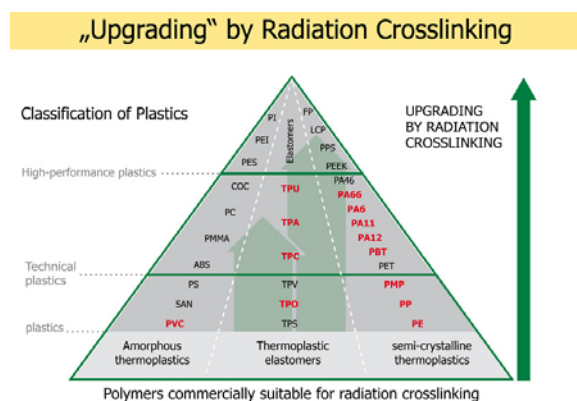 „Upgrading“ by Radiation Crosslinking
Classification of Plastics
UPGRADING
BY RADIATION
CROSSLINKING
PI
FP
PEI
Elastomers
LCP
PES
PPS
PEEK
High-performance plastics
COC
TPU
PA46
PA66
PC
TPA
PA6
PA11
PMMA
PA12
TPC
PBT
ABS
PET
Technical
plastics
PS
TPV
PMP
SAN
TPO
PP
plastics
PVC
TPS
PE
Amorphous
thermoplastics
Thermoplastic
elastomers
semi-crystalline
thermoplastics
Polymers commercially suitable for radiation crosslinking